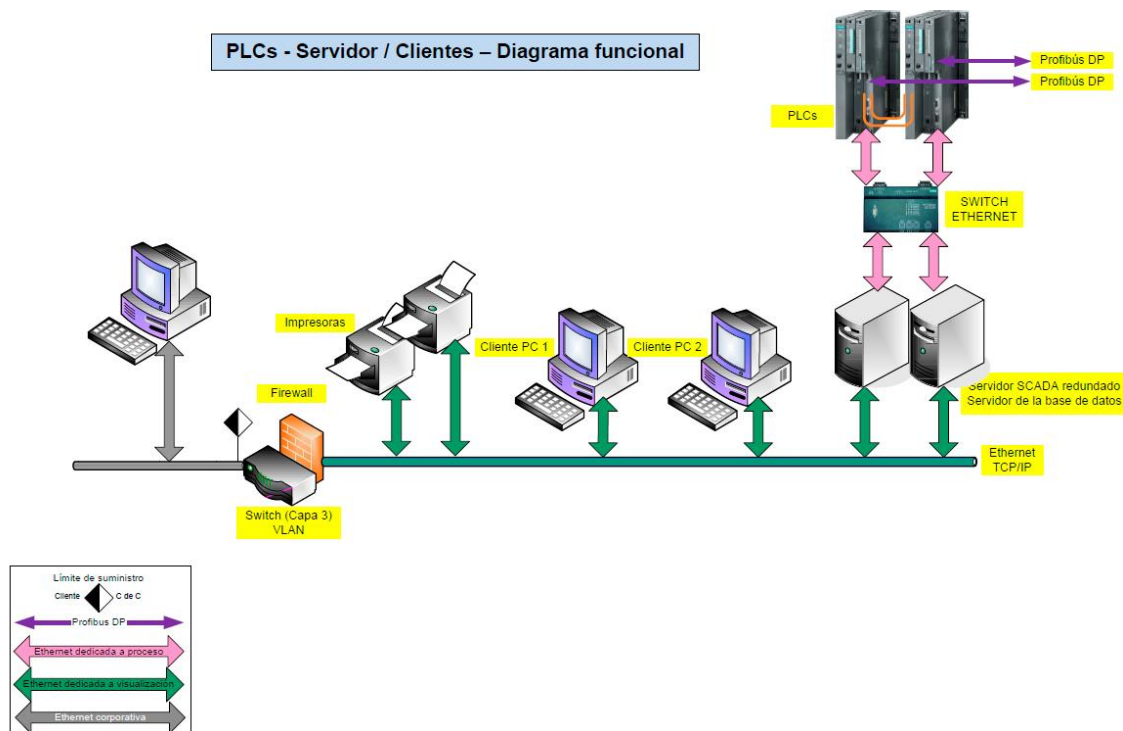 PLCs - Servidor / Clientes – Diagrama funcional
Profibús DP
Profibús DP
PLCs
SWITCH
ETHERNET
Impresoras
Cliente PC 1
Cliente PC 2
Firewall
Servidor SCADA redundado
Servidor de la base de datos
Ethernet
TCP/IP
Switch (Capa 3)
VLAN
Límite de suministro
Cliente
C de C
Profibus DP
Ethernet dedicada a proceso
Ethernet dedicada a visualización
Ethernet corporativa